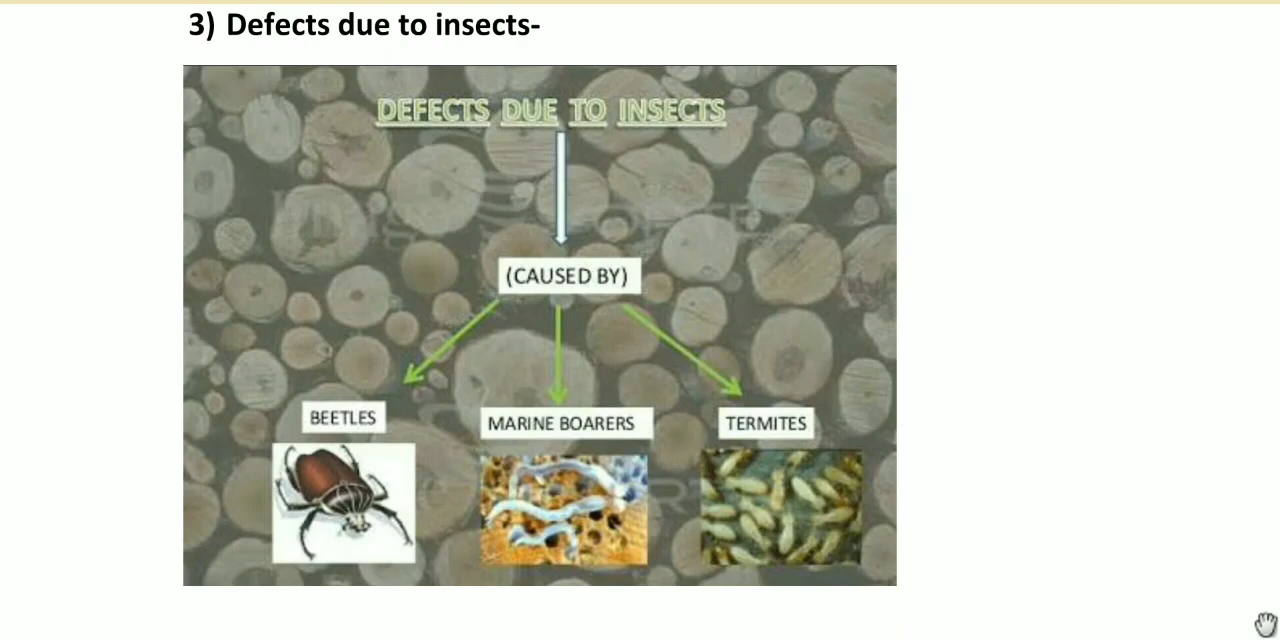 3) Defects due to insects-
DEFECTS DUE TO INSECTS
(CAUSED BY)
BEETLES
MARINE BOARERS
TERMITES